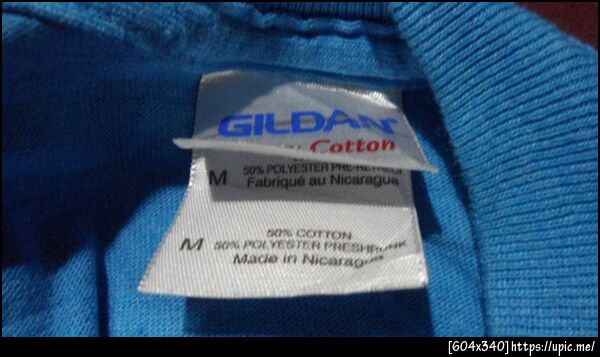 GILDAN
Cotton
M 50% POLYESTER
Fabriqué au Nicaragua
50% COTTON
M 50% POLYESTER PRESHRUNK
Made in Nicaragua
[604x340]https://upic.me/